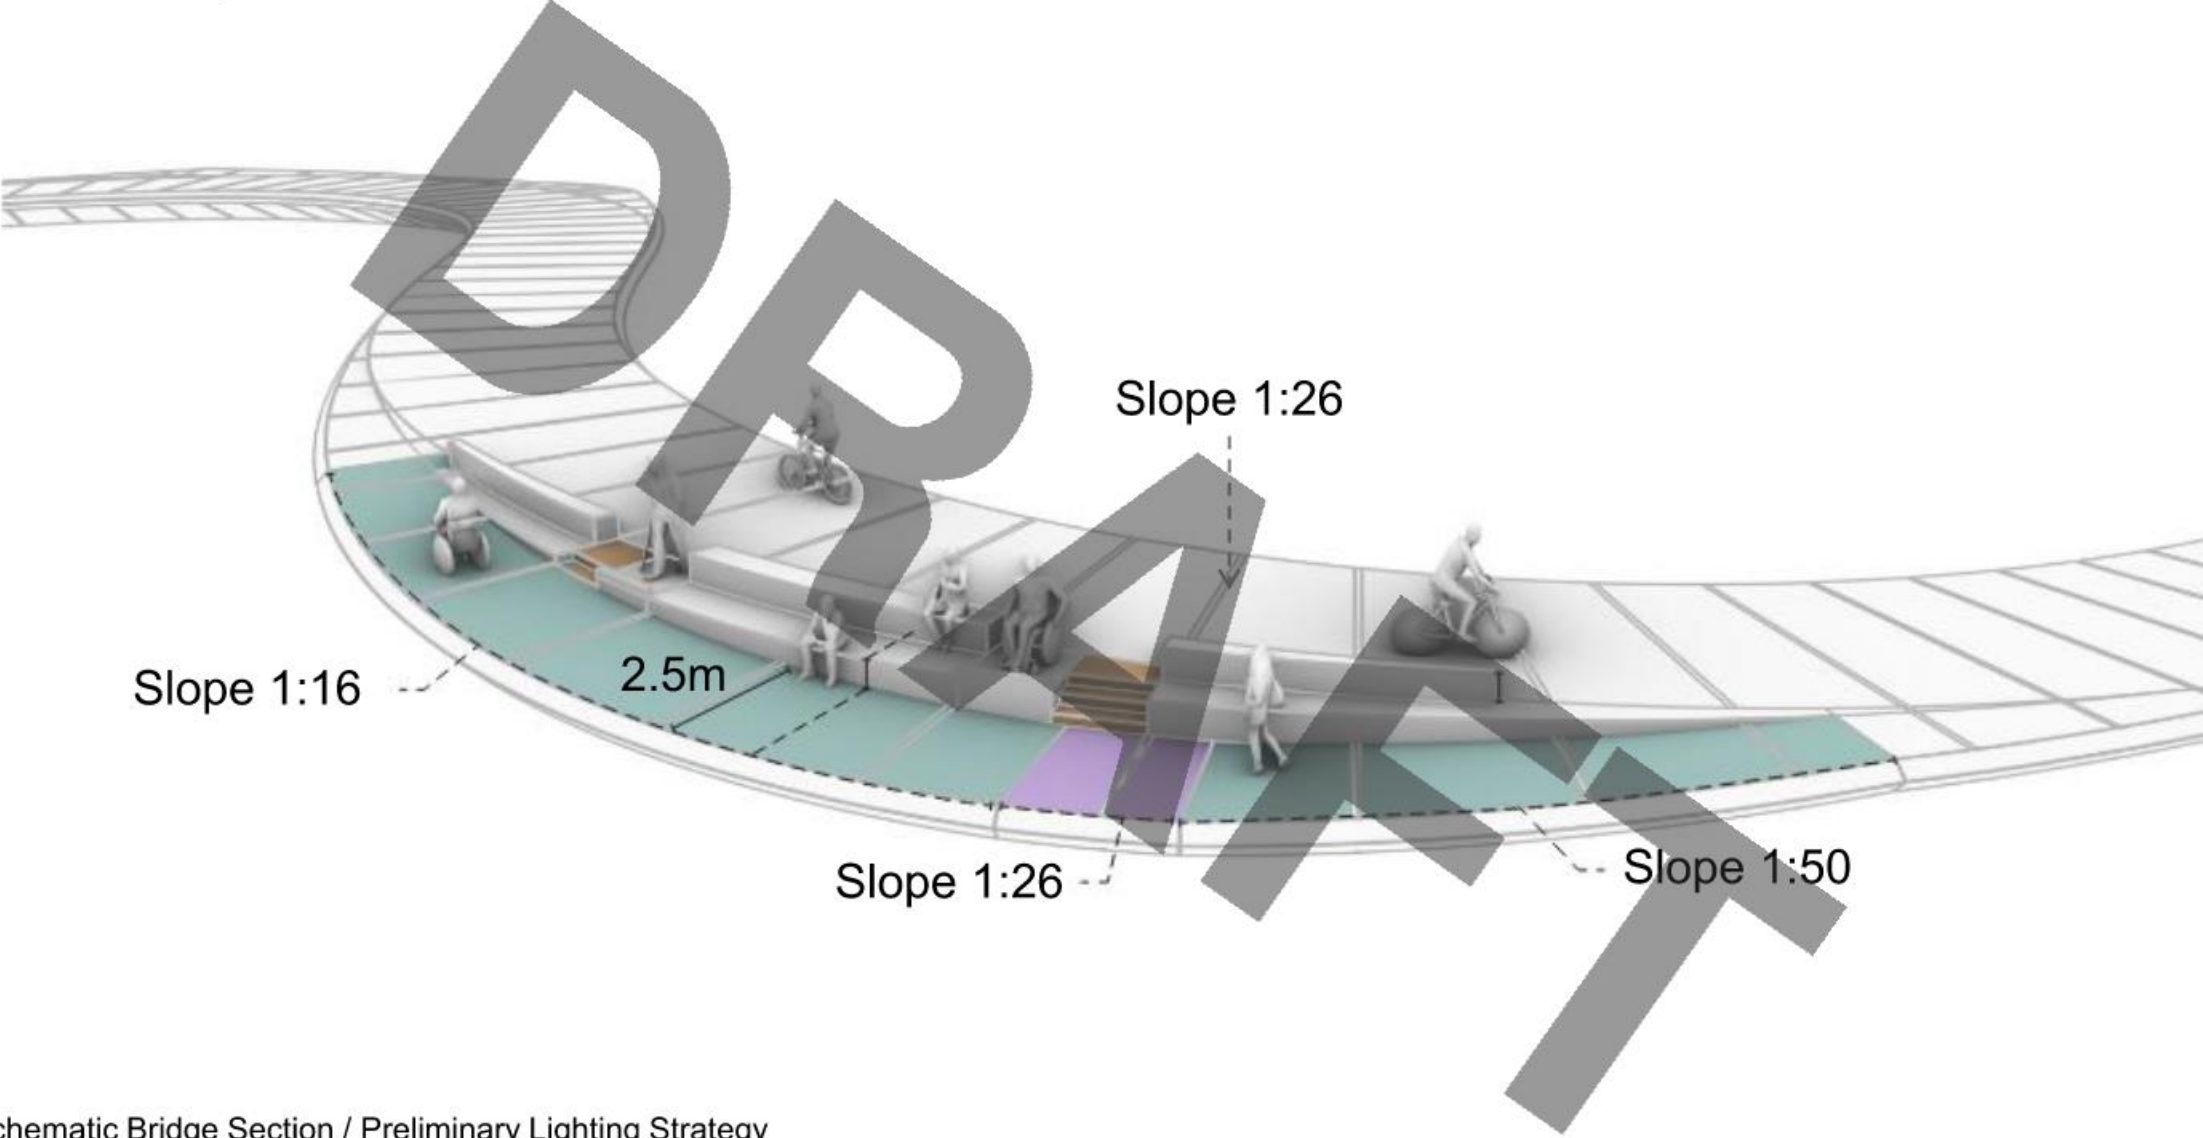 DRAFT
Slope 1:26
Slope 1:16
2.5m
Slope 1:26
Slope 1:50
chematic Bridge Section / Preliminary Lighting Strategy